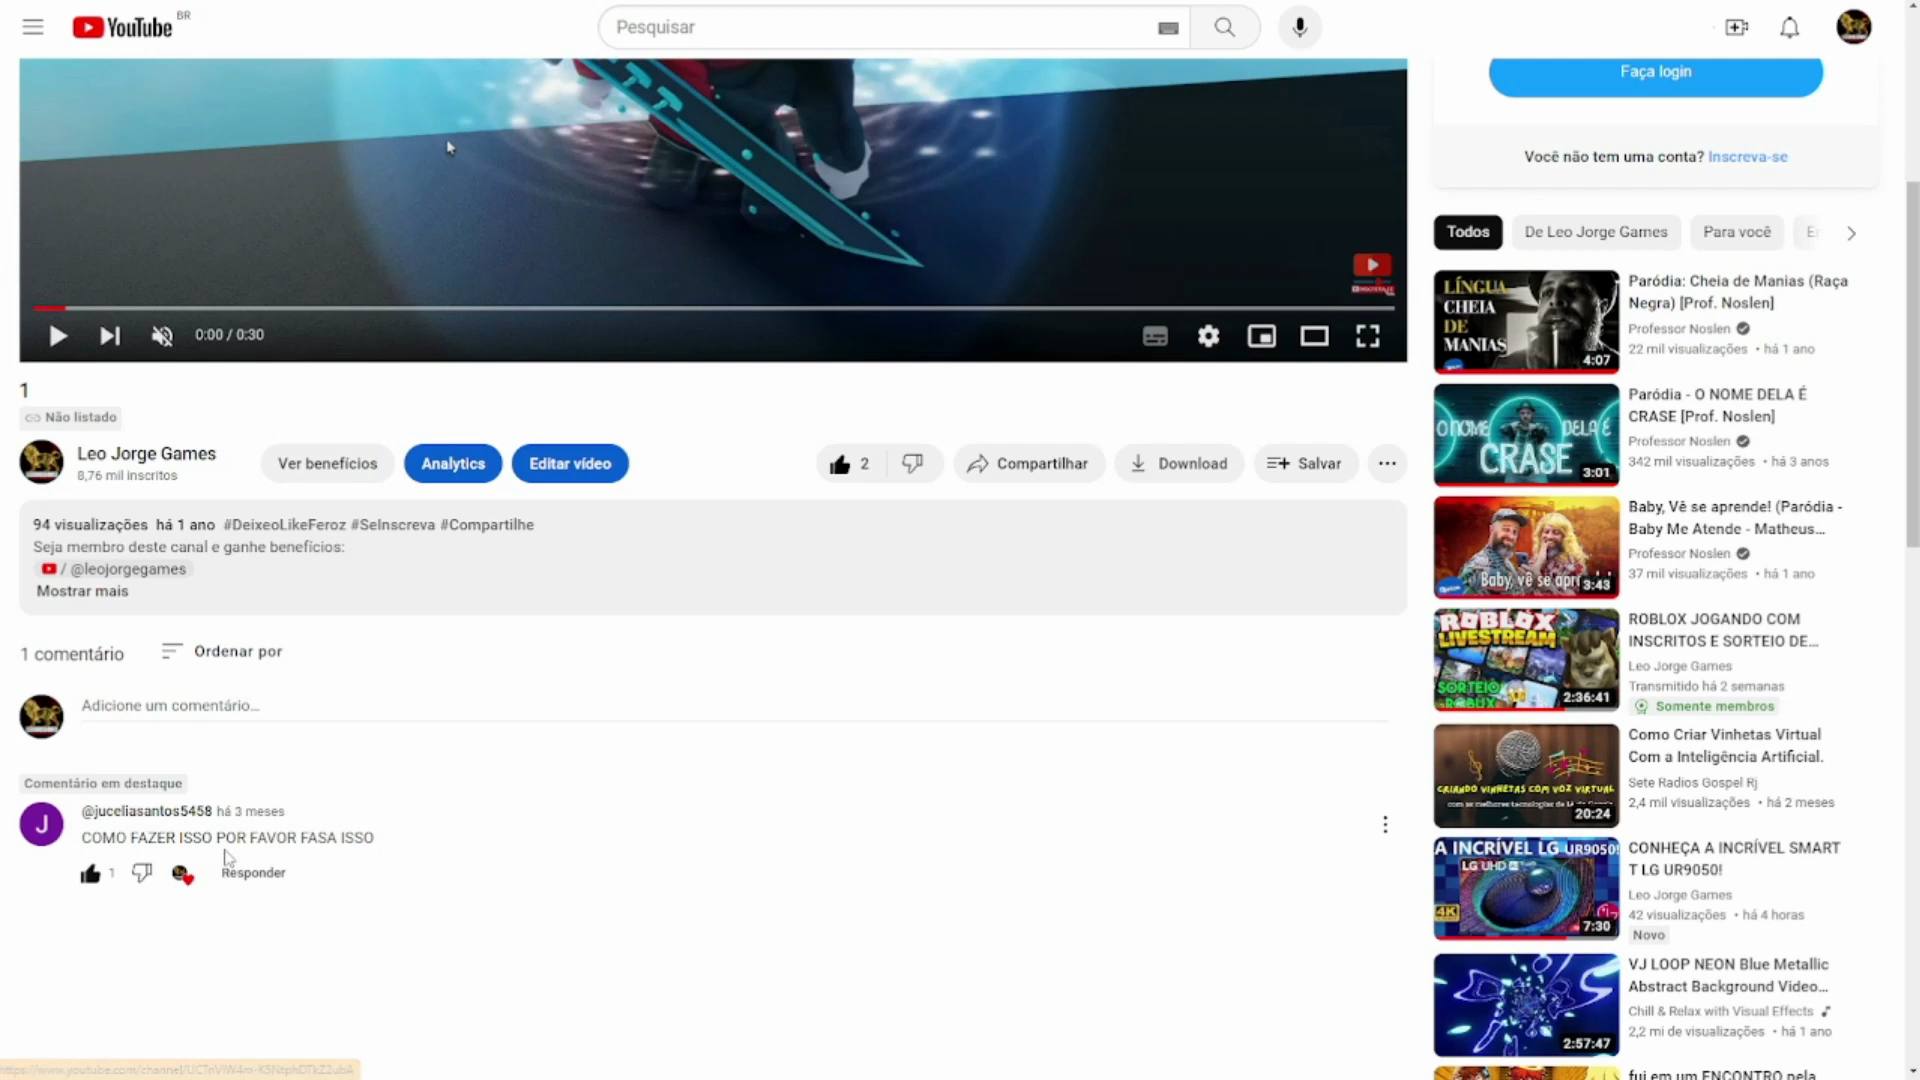 YouTube BR
Pesquisar
Faça login
Você não tem uma conta? Inscreva-se
0:00 / 0:30
1
Não listado
Leo Jorge Games
8,76 mil inscritos
Ver benefícios
Analytics
Editar vídeo
2
Compartilhar
Download
Salvar
94 visualizações há 1 ano #DeixeoLikeFeroz #SeInscreva #Compartilhe
Seja membro deste canal e ganhe benefícios:
/ @leojorgegames
Mostrar mais
1 comentário
Ordenar por
Adicione um comentário...
Comentário em destaque
J
@juceliasantos5458 há 3 meses
COMO FAZER ISSO POR FAVOR FASA ISSO
1
Responder
Todos
De Leo Jorge Games
Para você
LÍNGUA
CHEIA
DE
MANIAS
4:07
Paródia: Cheia de Manias (Raça
Negra) [Prof. Noslen]
Professor Noslen
22 mil visualizações • há 1 ano
O NOME DELA É
CRASE
3:01
Paródia - O NOME DELA É
CRASE [Prof. Noslen]
Professor Noslen
342 mil visualizações • há 3 anos
3:43
Baby, Vê se aprende! (Paródia -
Baby Me Atende - Matheus...
Professor Noslen
37 mil visualizações • há 1 ano
ROBLOX
LIVESTREAM
SORTEIO
ROBUX
2:36:41
ROBLOX JOGANDO COM
INSCRITOS E SORTEIO DE...
Leo Jorge Games
Transmitido há 2 semanas
Somente membros
CRIANDO VINHETAS COM VOZ VIRTUAL
20:24
Como Criar Vinhetas Virtual
Com a Inteligência Artificial.
Sete Radios Gospel Rj
2,4 mil visualizações • há 2 meses
A INCRÍVEL LG UR9050!
LG UHD
4K
7:30
CONHEÇA A INCRÍVEL SMART
T LG UR9050!
Leo Jorge Games
42 visualizações • há 4 horas
Novo
2:57:47
VJ LOOP NEON Blue Metallic
Abstract Background Video...
Chill & Relax with Visual Effects
2,2 mi de visualizações • há 1 ano
fui em um ENCONTRO pela